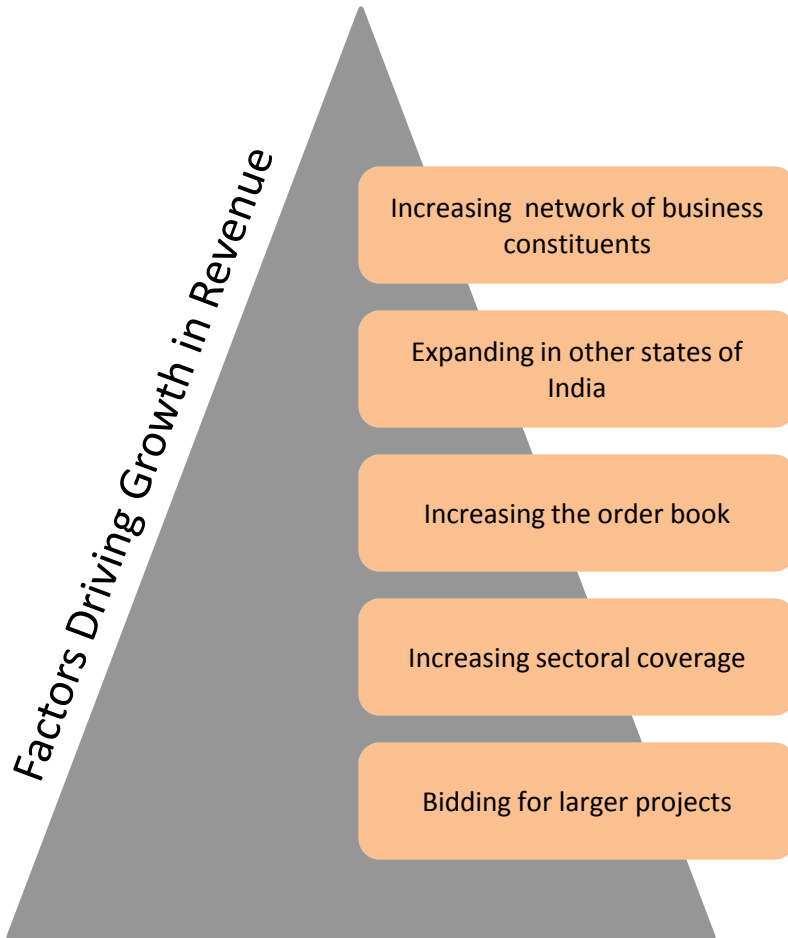 Factors Driving Growth in Revenue
Increasing  network of business
constituents
Expanding in other states of
India
Increasing the order book
Increasing sectoral coverage
Bidding for larger projects